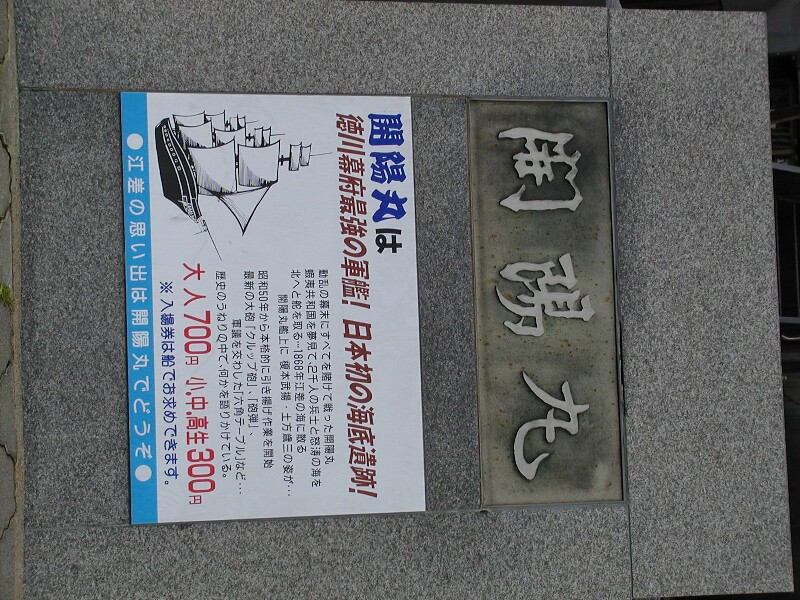 開陽丸
開陽丸は
徳川幕府最強の軍艦！日本初の海底遺跡！
動乱の幕末にすべてを賭けて戦った開陽丸
蝦夷共和国を夢見て、2千人の兵士と怒涛の海を
北へと舵を取る…1868年江差の海に散る
開陽丸艦上に 榎本武揚・土方歳三の姿が…
昭和50年から本格的に引き揚げ作業を開始
最新の大砲「クルップ砲」、「砲弾」、
軍議を交わした「六角テーブル」など…
歴史のうねりの中で、何かを語りかけている。
大人700円 小.中.高生300円
※入場券は船でお求めできます。
●江差の思い出は開陽丸でどうぞ●